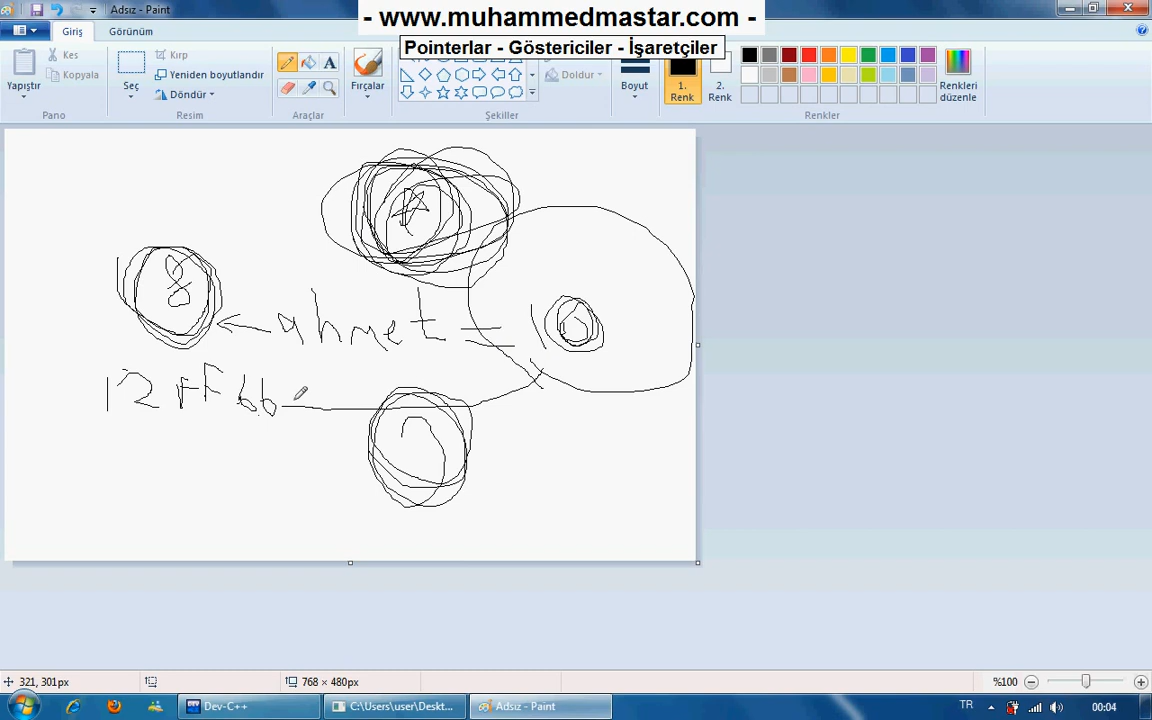 Adsız - Paint
- www.muhammedmastar.com -
Giriş Görünüm
Pointerlar - Göstericiler - İşaretçiler
Yapıştır
Kes
Kopyala
Pano
Seç
Kırp
Yeniden boyutlandır
Döndür
Resim
A
Araçlar
Fırçalar
Doldur
Şekiller
Boyut
1. Renk
2. Renk
Renkleri düzenle
Renkler
18
ahmet =
12FF66
321, 301px
768 × 480px
%100
Dev-C++
C:\Users\user\Deskt...
Adsız - Paint
TR
00:04